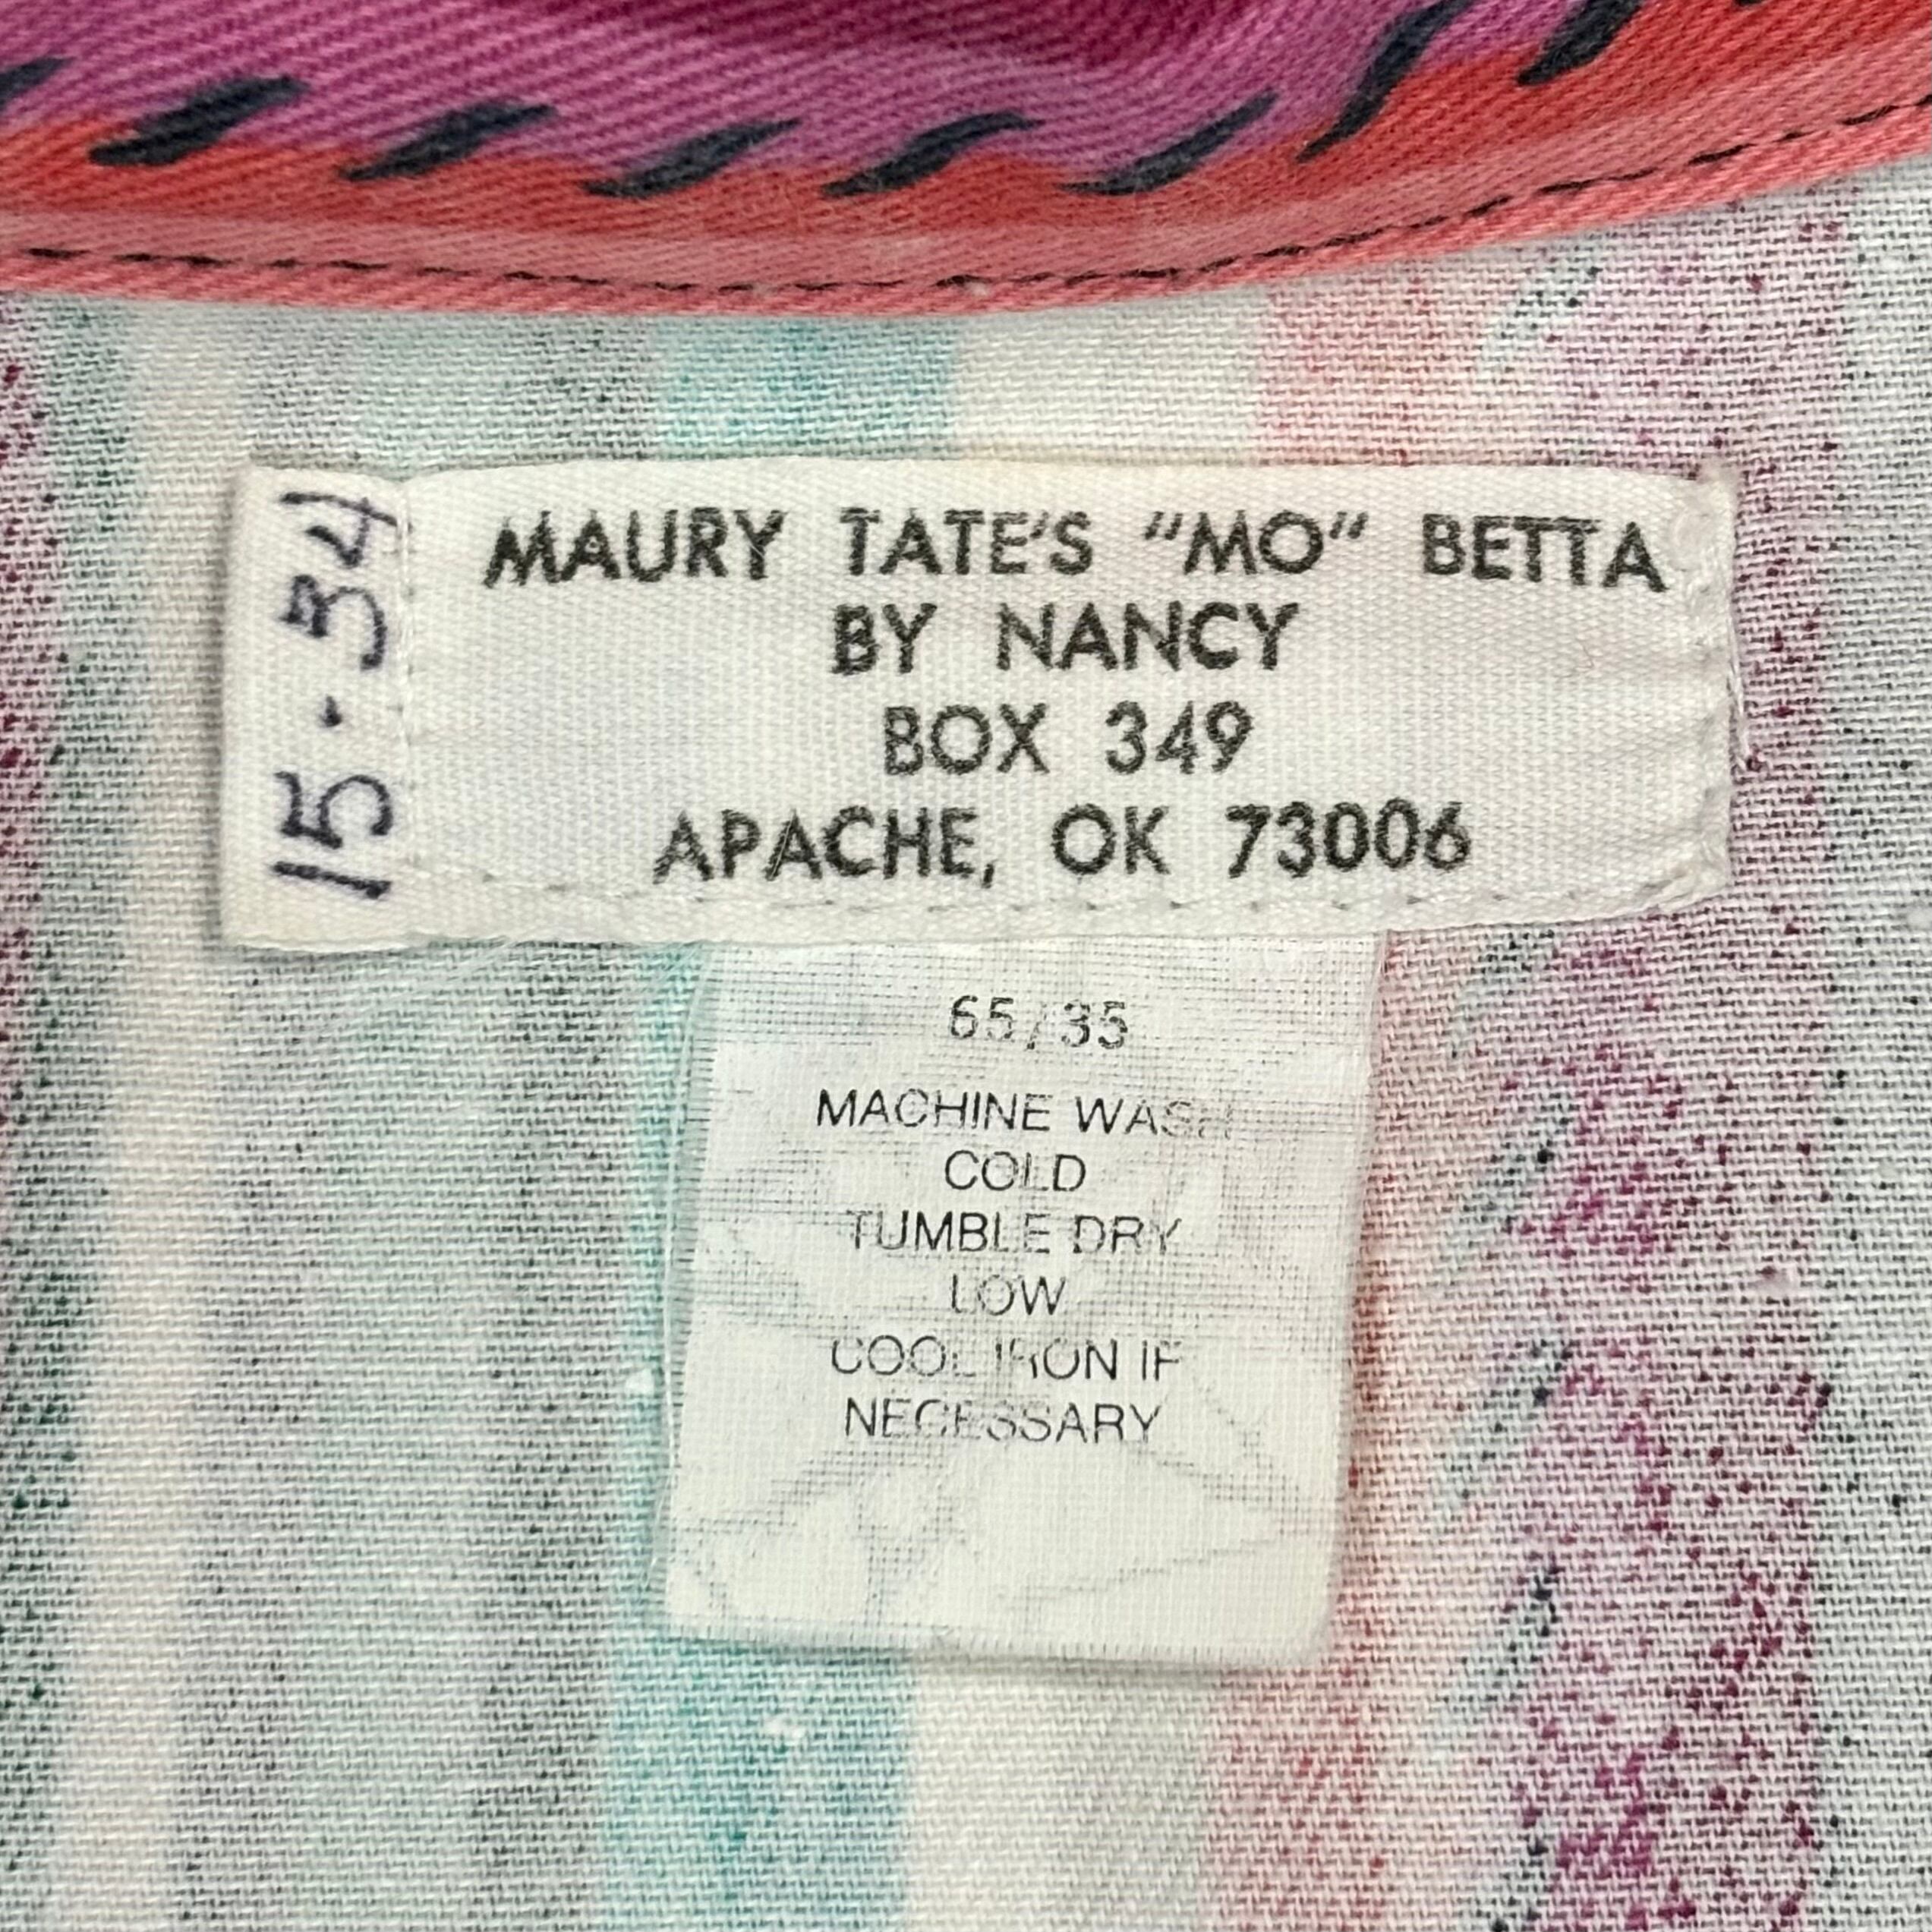 MAURY TATE'S "MO" BETTA
BY NANCY
BOX 349
APACHE, OK 73006
15-34
65/35
MACHINE WASH
COLD
TUMBLE DRY
LOW
COOL IRON IF
NECESSARY